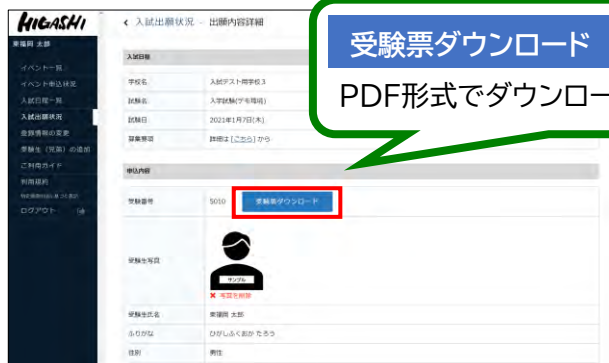 HIGASHI
東福岡 太郎
イベント一覧
イベント申込状況
入試日程一覧
入試出願状況
登録情報の変更
受験生(兄弟)の追加
ご利用ガイド
利用規約
ログアウト
< 入試出願状況 - 出願内容詳細
入試日程
学校名 入試テスト用学校3
試験名 入学試験(デモ環境)
試験日 2021年1月7日(木)
募集要項 詳細は [こちら] から
申込内容
受験番号 5010 受験票ダウンロード
受験生写真
サンプル
× 写真を削除
受験生氏名 東福岡 太郎
ふりがな ひがしふくおか たろう
性別 男性
受験票ダウンロード
PDF形式でダウンロー